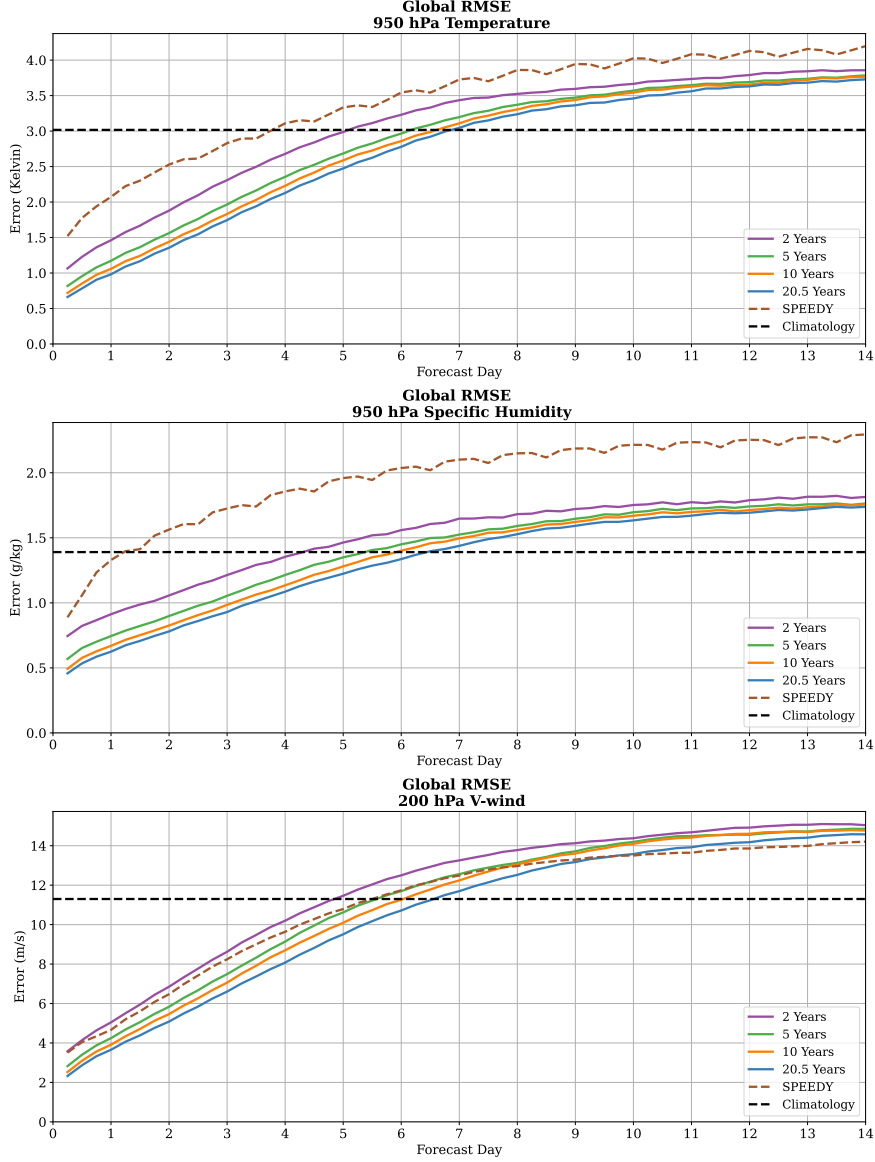 Global RMSE
950 hPa Temperature
4.0
3.5
3.0
2.5
2.0
1.5
1.0
0.5
0.0
Error (Kelvin)
2 Years
5 Years
10 Years
20.5 Years
SPEEDY
Climatology
0 1 2 3 4 5 6 7 8 9 10 11 12 13 14
Forecast Day
Global RMSE
950 hPa Specific Humidity
2.0
1.5
1.0
0.5
0.0
Error (g/kg)
2 Years
5 Years
10 Years
20.5 Years
SPEEDY
Climatology
0 1 2 3 4 5 6 7 8 9 10 11 12 13 14
Forecast Day
Global RMSE
200 hPa V-wind
14
12
10
8
6
4
2
0
Error (m/s)
2 Years
5 Years
10 Years
20.5 Years
SPEEDY
Climatology
0 1 2 3 4 5 6 7 8 9 10 11 12 13 14
Forecast Day